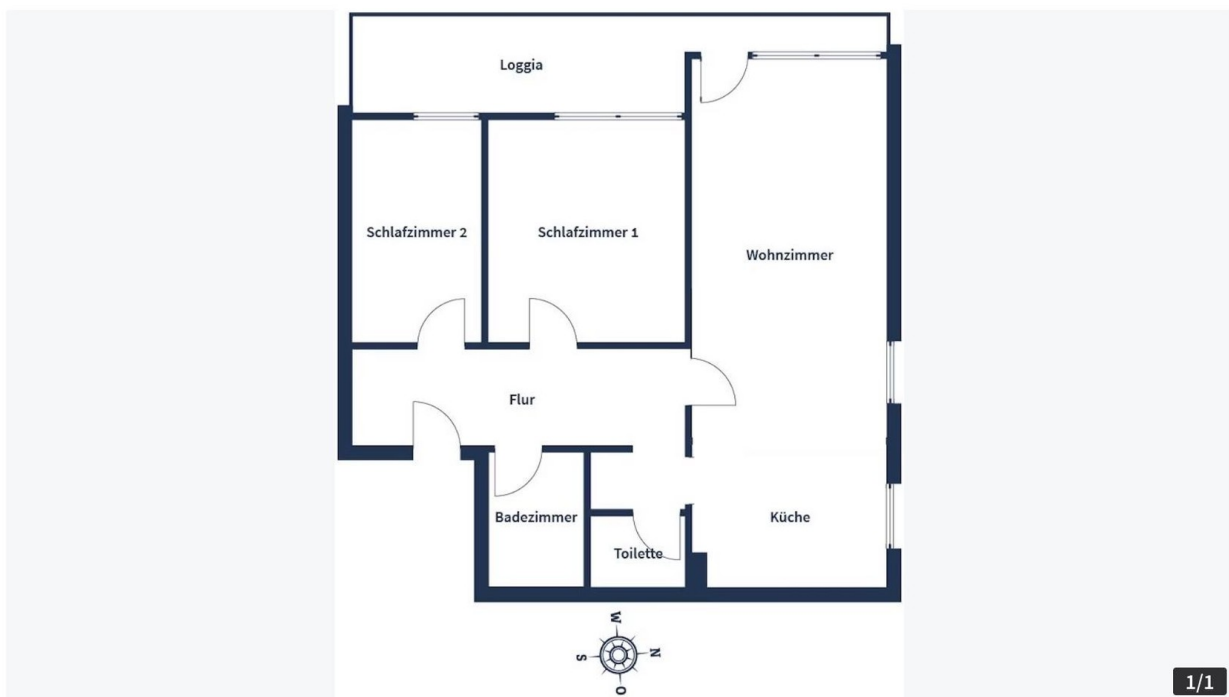 Loggia
Schlafzimmer 2
Schlafzimmer 1
Wohnzimmer
Flur
Badezimmer
Toilette
Küche
W
S
N
O
1/1